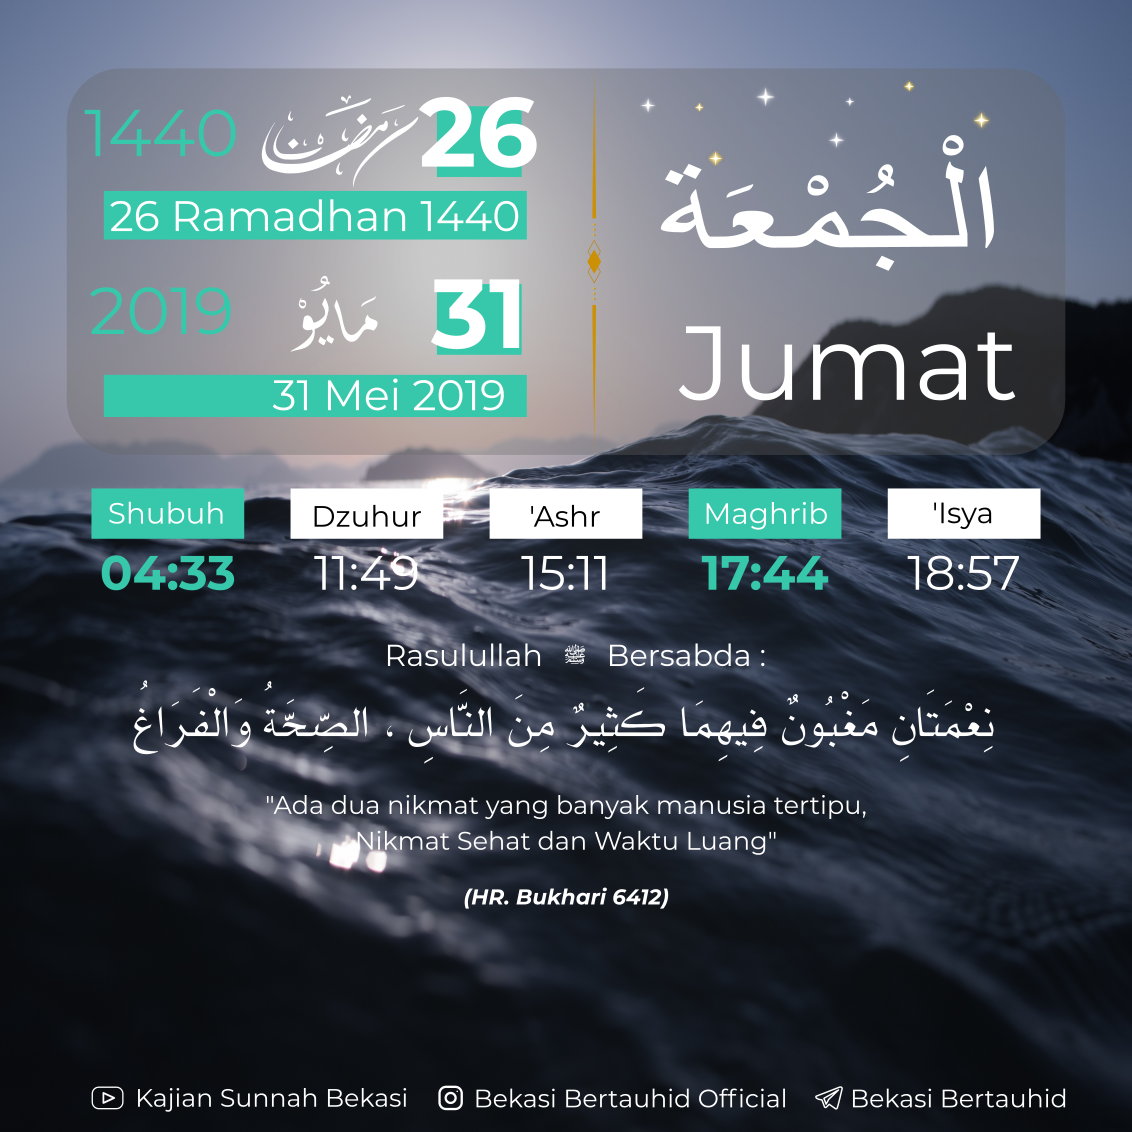 1440 رمضان 26
26 Ramadhan 1440
2019 مَايُوْ 31
31 Mei 2019
الْجُمْعَة
Jumat
Shubuh Dzuhur 'Ashr Maghrib 'Isya
04:33 11:49 15:11 17:44 18:57
Rasulullah ﷺ Bersabda :
نِعْمَتَانِ مَغْبُونٌ فِيهِمَا كَثِيرٌ مِنَ النَّاسِ ، الصِّحَّةُ وَالْفَرَاغُ
"Ada dua nikmat yang banyak manusia tertipu,
Nikmat Sehat dan Waktu Luang"
(HR. Bukhari 6412)
Kajian Sunnah Bekasi Bekasi Bertauhid Official Bekasi Bertauhid